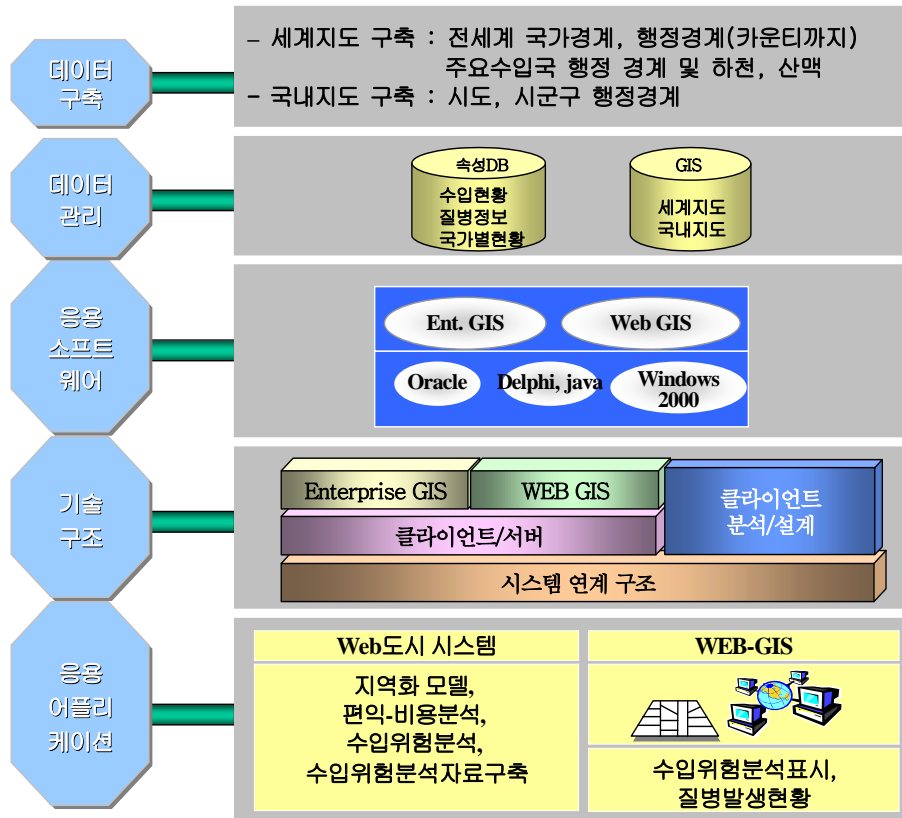 데이터
구축
– 세계지도 구축 : 전세계 국가경계, 행정경계(카운티까지)
주요수입국 행정 경계 및 하천, 산맥
– 국내지도 구축 : 시도, 시군구 행정경계
데이터
관리
속성DB
수입현황
질병정보
국가별현황
GIS
세계지도
국내지도
응용
소프트
웨어
Ent. GIS
Web GIS
Oracle
Delphi, java
Windows
2000
기술
구조
Enterprise GIS
WEB GIS
클라이언트
분석/설계
클라이언트/서버
시스템 연계 구조
응용
어플리
케이션
Web도시 시스템
지역화 모델,
편익-비용분석,
수입위험분석,
수입위험분석자료구축
WEB-GIS
수입위험분석표시,
질병발생현황